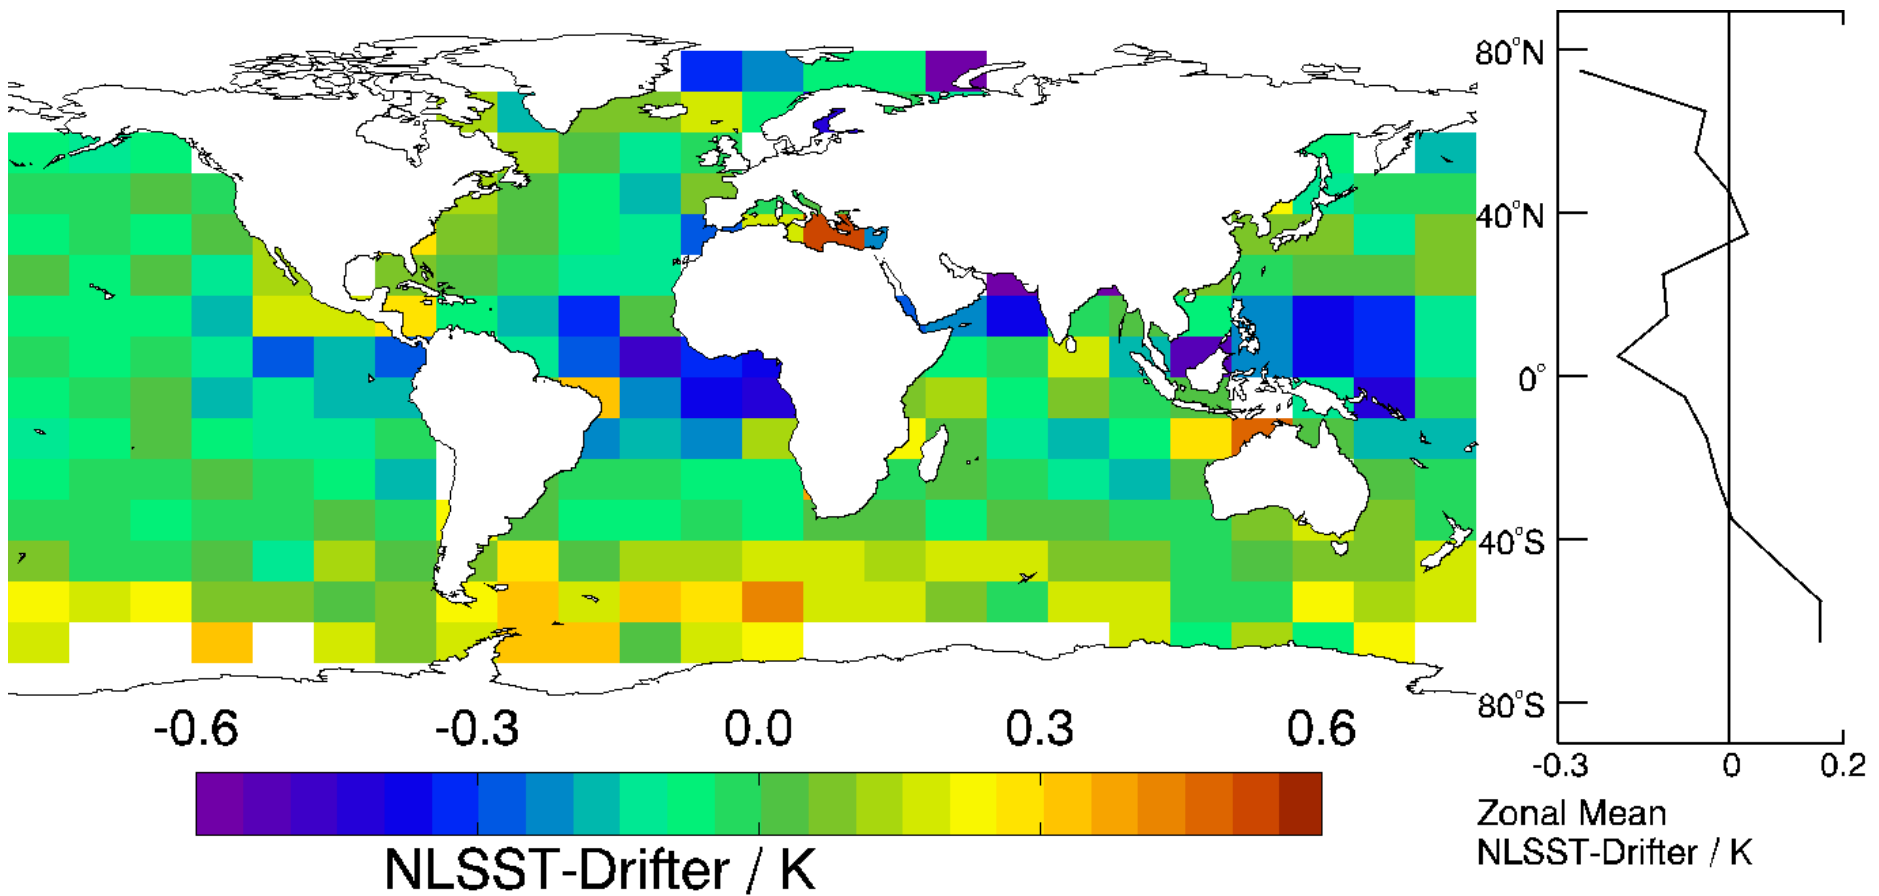 80°N
40°N
0°
40°S
80°S
-0.3 0 0.2
Zonal Mean
NLSST-Drifter / K
-0.6 -0.3 0.0 0.3 0.6
NLSST-Drifter / K